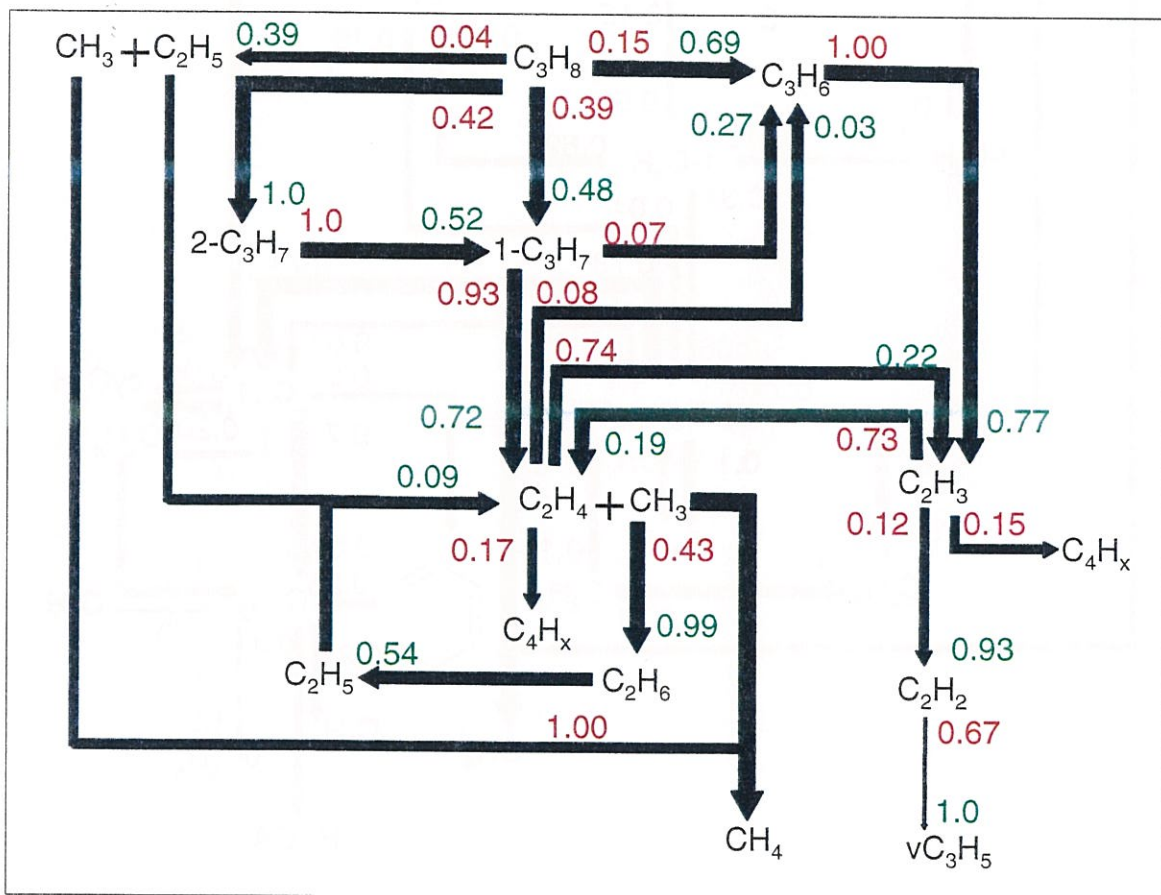 CH₃ + C₂H₅ 0.39 0.04 C₃H₈ 0.15 0.69 C₃H₆ 1.00
0.42 0.39 0.27 0.03
1.0 0.48
2-C₃H₇ 1.0 0.52 1-C₃H₇ 0.07
0.93 0.08
0.74 0.22
0.72 0.19 0.73 0.77
0.09 C₂H₄ + CH₃ C₂H₃
0.17 0.43 0.12 0.15 C₄Hₓ
C₄Hₓ 0.99 0.93
C₂H₅ 0.54 C₂H₆ C₂H₂
1.00 0.67
1.0
CH₄ vC₃H₅